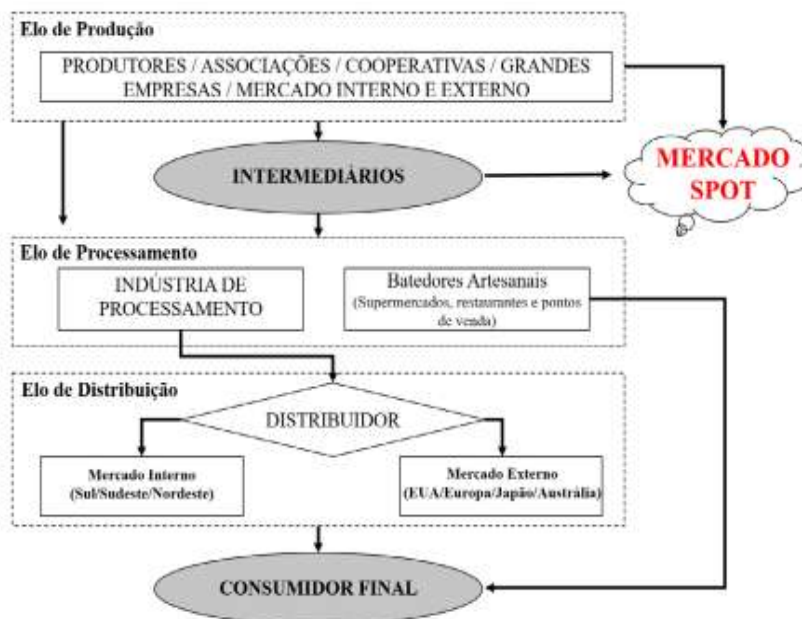 Elo de Produção
PRODUTORES / ASSOCIAÇÕES / COOPERATIVAS / GRANDES
EMPRESAS / MERCADO INTERNO E EXTERNO
INTERMEDIÁRIOS
MERCADO
SPOT
Elo de Processamento
INDÚSTRIA DE
PROCESSAMENTO
Batedores Artesanais
(Supermercados, restaurantes e pontos
de venda)
Elo de Distribuição
DISTRIBUIDOR
Mercado Interno
(Sul/Sudeste/Nordeste)
Mercado Externo
(EUA/Europa/Japão/Austrália)
CONSUMIDOR FINAL